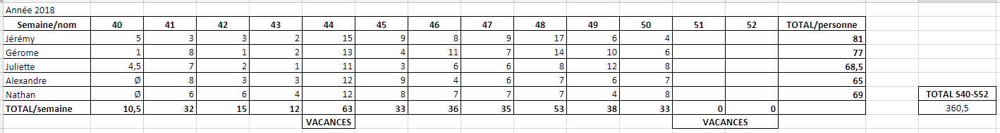 Année 2018
Semaine/nom 40 41 42 43 44 45 46 47 48 49 50 51 52 TOTAL/personne
Jérémy 5 3 3 2 15 9 8 9 17 6 4 81
Gérome 1 8 1 2 13 4 11 7 14 10 6 77
Juliette 4,5 7 2 1 11 3 6 6 8 12 8 68,5
Alexandre Ø 8 3 3 12 9 4 6 7 6 7 65
Nathan Ø 6 6 4 12 8 7 7 7 4 8 69 TOTAL S40-S52
TOTAL/semaine 10,5 32 15 12 63 33 36 35 53 38 33 0 0 360,5
VACANCES VACANCES